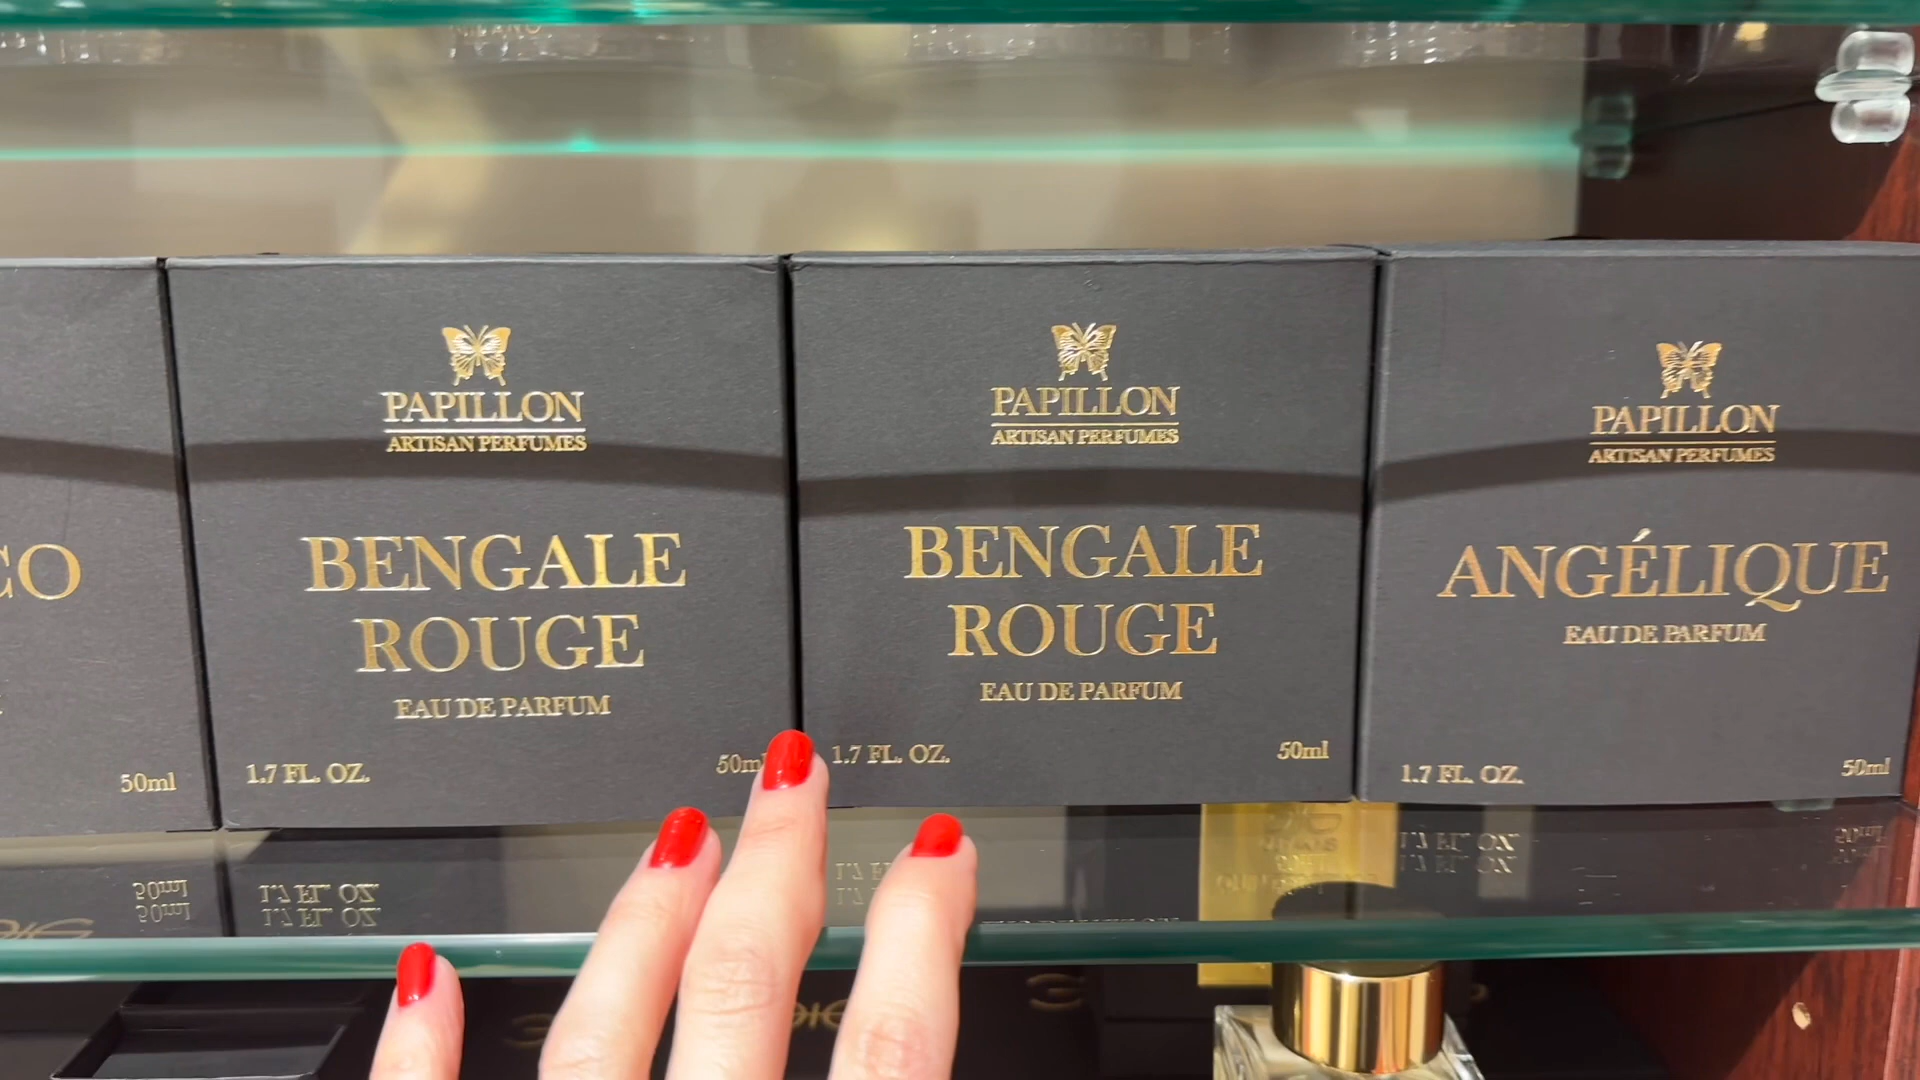 MILANO
CO
50ml
PAPILLON
ARTISAN PERFUMES
BENGALE
ROUGE
EAU DE PARFUM
1.7 FL. OZ.
50ml
PAPILLON
ARTISAN PERFUMES
BENGALE
ROUGE
EAU DE PARFUM
1.7 FL. OZ.
50ml
PAPILLON
ARTISAN PERFUMES
ANGÉLIQUE
EAU DE PARFUM
1.7 FL. OZ.
50ml